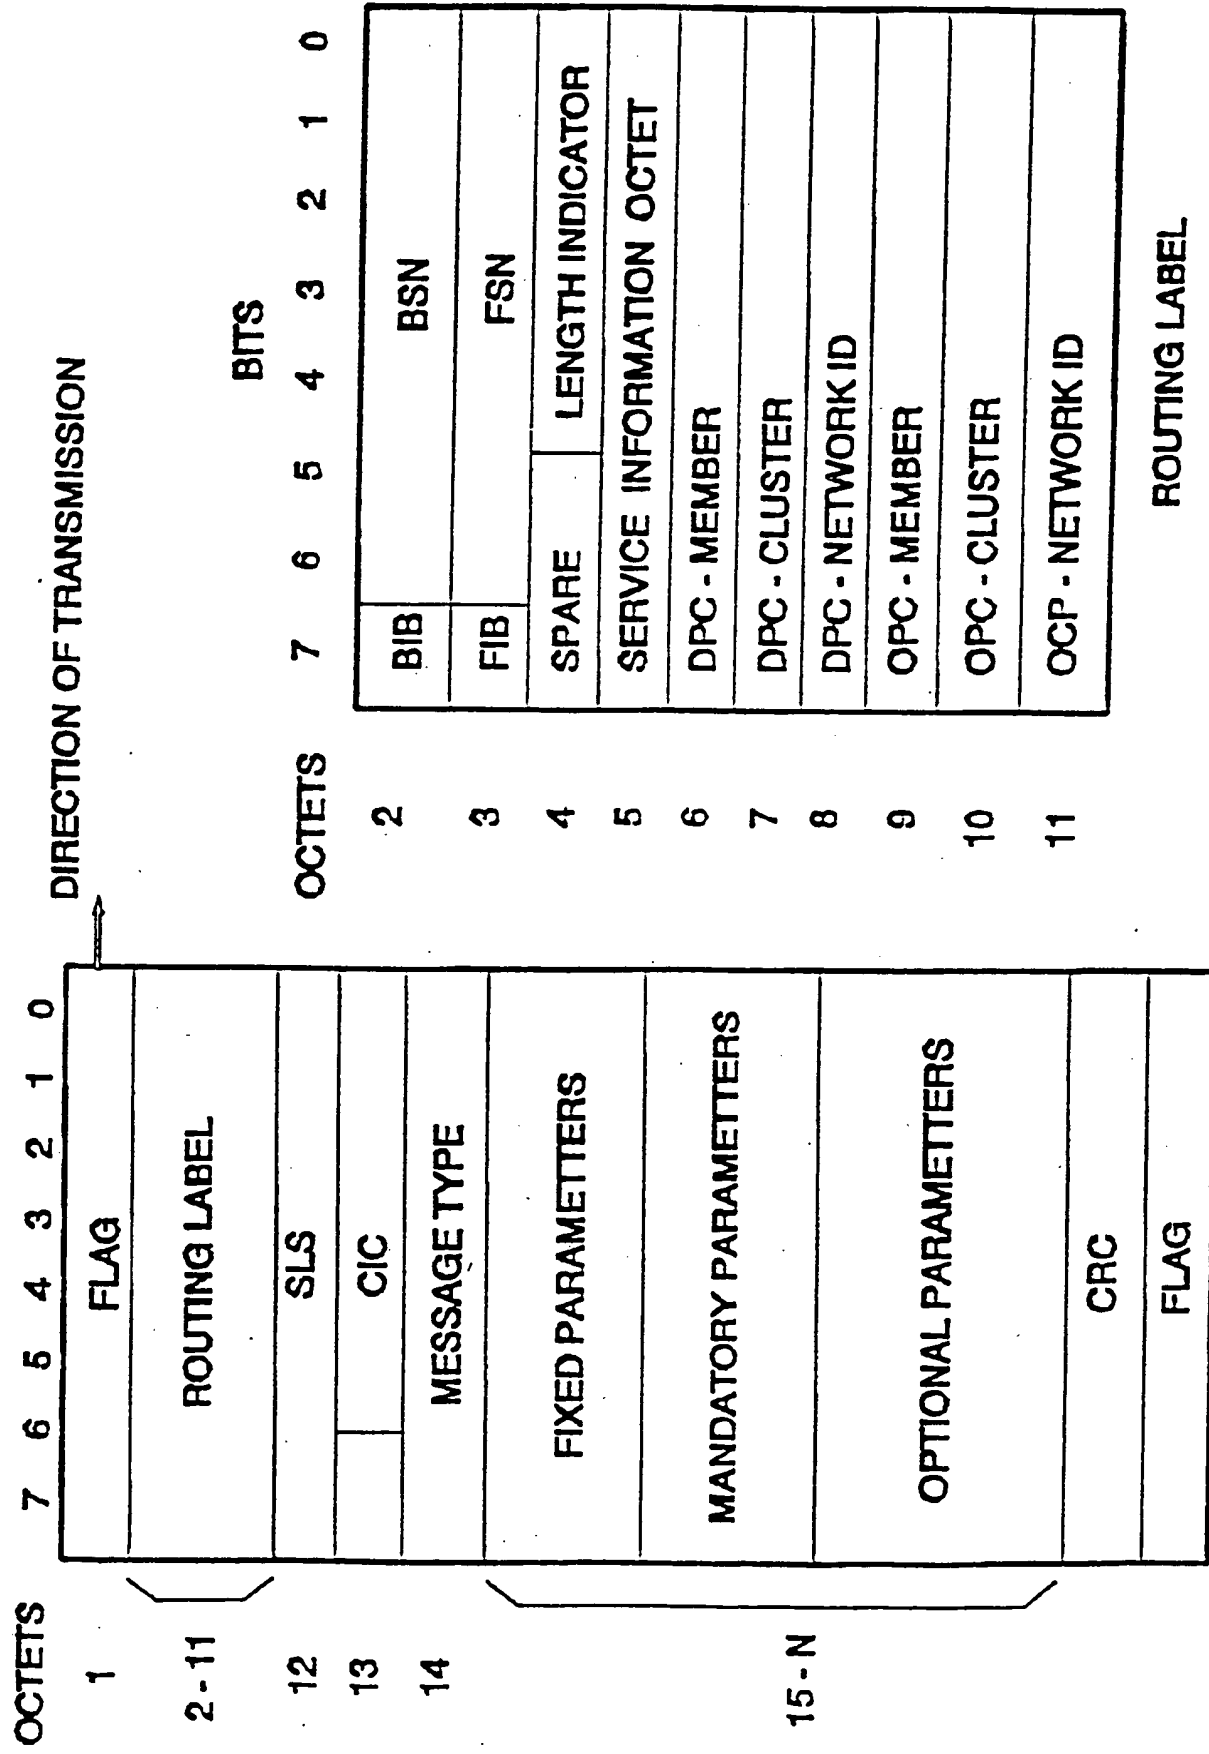 DIRECTION OF TRANSMISSION
OCTETS 7 6 5 4 3 2 1 0
1 FLAG
2 - 11 ROUTING LABEL
12 SLS
13 CIC
14 MESSAGE TYPE
15 - N
FIXED PARAMETTERS
MANDATORY PARAMETTERS
OPTIONAL PARAMETTERS
CRC
FLAG
BITS
OCTETS 7 6 5 4 3 2 1 0
2 BIB BSN
3 FIB FSN
4 SPARE LENGTH INDICATOR
5 SERVICE INFORMATION OCTET
6 DPC - MEMBER
7 DPC - CLUSTER
8 DPC - NETWORK ID
9 OPC - MEMBER
10 OPC - CLUSTER
11 OCP - NETWORK ID
ROUTING LABEL